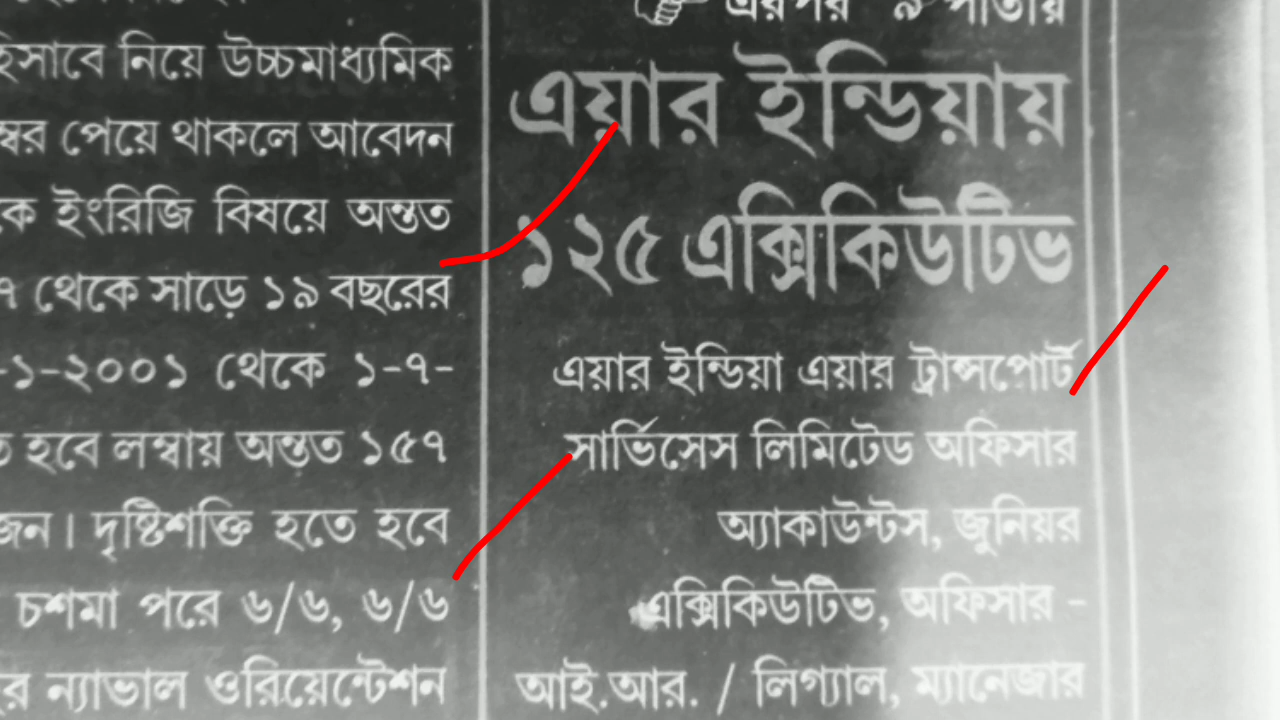 হিসাবে নিয়ে উচ্চমাধ্যমিক
পেয়ে থাকলে আবেদন
ইংরিজি বিষয়ে অন্তত
৭ থেকে সাড়ে ১৯ বছরের
-১-২০০১ থেকে ১-৭-
হবে লম্বায় অন্তত ১৫৭
জন। দৃষ্টিশক্তি হতে হবে
চশমা পরে ৬/৬, ৬/৬
ন্যাভাল ওরিয়েন্টেশন
এরপর ৯ পাতায়
এয়ার ইন্ডিয়ায়
১২৫ এক্সিকিউটিভ
এয়ার ইন্ডিয়া এয়ার ট্রান্সপোর্ট
সার্ভিসেস লিমিটেড অফিসার
অ্যাকাউন্টস, জুনিয়র
এক্সিকিউটিভ, অফিসার -
আই.আর. / লিগ্যাল, ম্যানেজার